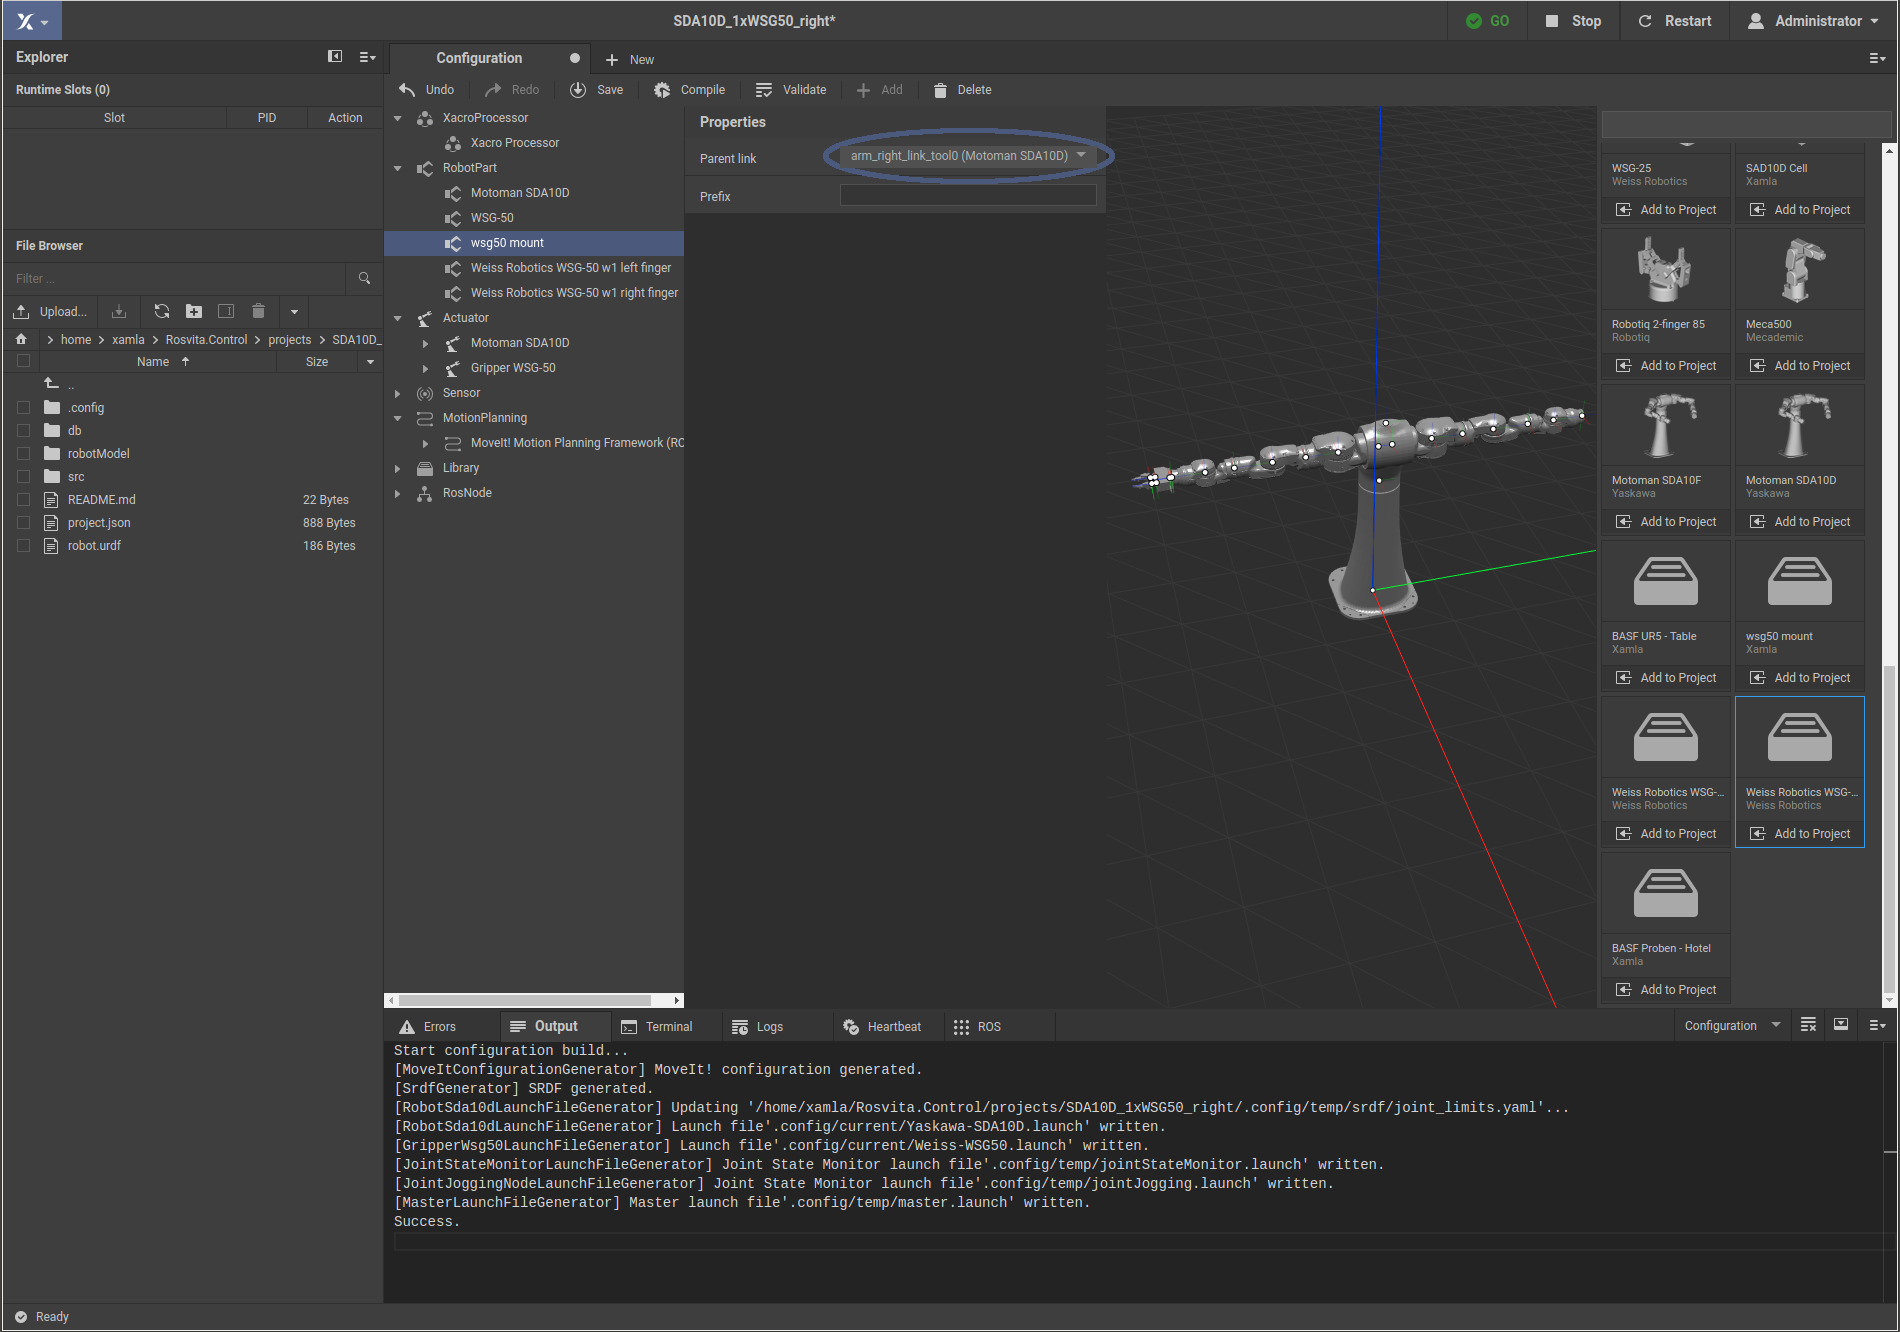 SDA10D_1xWSG50_right*
GO
Stop
Restart
Administrator
Explorer
Runtime Slots (0)
Slot PID Action
File Browser
Filter ...
Upload...
home xamla Rosvita.Control projects SDA10D_
Name Size
..
.config
db
robotModel
src
README.md 22 Bytes
project.json 888 Bytes
robot.urdf 186 Bytes
Configuration
New
Undo Redo Save Compile Validate Add Delete
XacroProcessor
Xacro Processor
RobotPart
Motoman SDA10D
WSG-50
wsg50 mount
Weiss Robotics WSG-50 w1 left finger
Weiss Robotics WSG-50 w1 right finger
Actuator
Motoman SDA10D
Gripper WSG-50
Sensor
MotionPlanning
MoveIt! Motion Planning Framework (RO
Library
RosNode
Properties
Parent link arm_right_link_tool0 (Motoman SDA10D)
Prefix
WSG-25
Weiss Robotics
Add to Project
SAD10D Cell
Xamla
Add to Project
Robotiq 2-finger 85
Robotiq
Add to Project
Meca500
Mecademic
Add to Project
Motoman SDA10F
Yaskawa
Add to Project
Motoman SDA10D
Yaskawa
Add to Project
BASF UR5 - Table
Xamla
Add to Project
wsg50 mount
Xamla
Add to Project
Weiss Robotics WSG-...
Weiss Robotics
Add to Project
Weiss Robotics WSG-...
Weiss Robotics
Add to Project
BASF Proben - Hotel
Xamla
Add to Project
Errors Output Terminal Logs Heartbeat ROS Configuration
Start configuration build...
[MoveItConfigurationGenerator] MoveIt! configuration generated.
[SrdfGenerator] SRDF generated.
[RobotSda10dLaunchFileGenerator] Updating '/home/xamla/Rosvita.Control/projects/SDA10D_1xWSG50_right/.config/temp/srdf/joint_limits.yaml'...
[RobotSda10dLaunchFileGenerator] Launch file'.config/current/Yaskawa-SDA10D.launch' written.
[GripperWsg50LaunchFileGenerator] Launch file'.config/current/Weiss-WSG50.launch' written.
[JointStateMonitorLaunchFileGenerator] Joint State Monitor launch file'.config/temp/jointStateMonitor.launch' written.
[JointJoggingNodeLaunchFileGenerator] Joint State Monitor launch file'.config/temp/jointJogging.launch' written.
[MasterLaunchFileGenerator] Master launch file'.config/temp/master.launch' written.
Success.
Ready